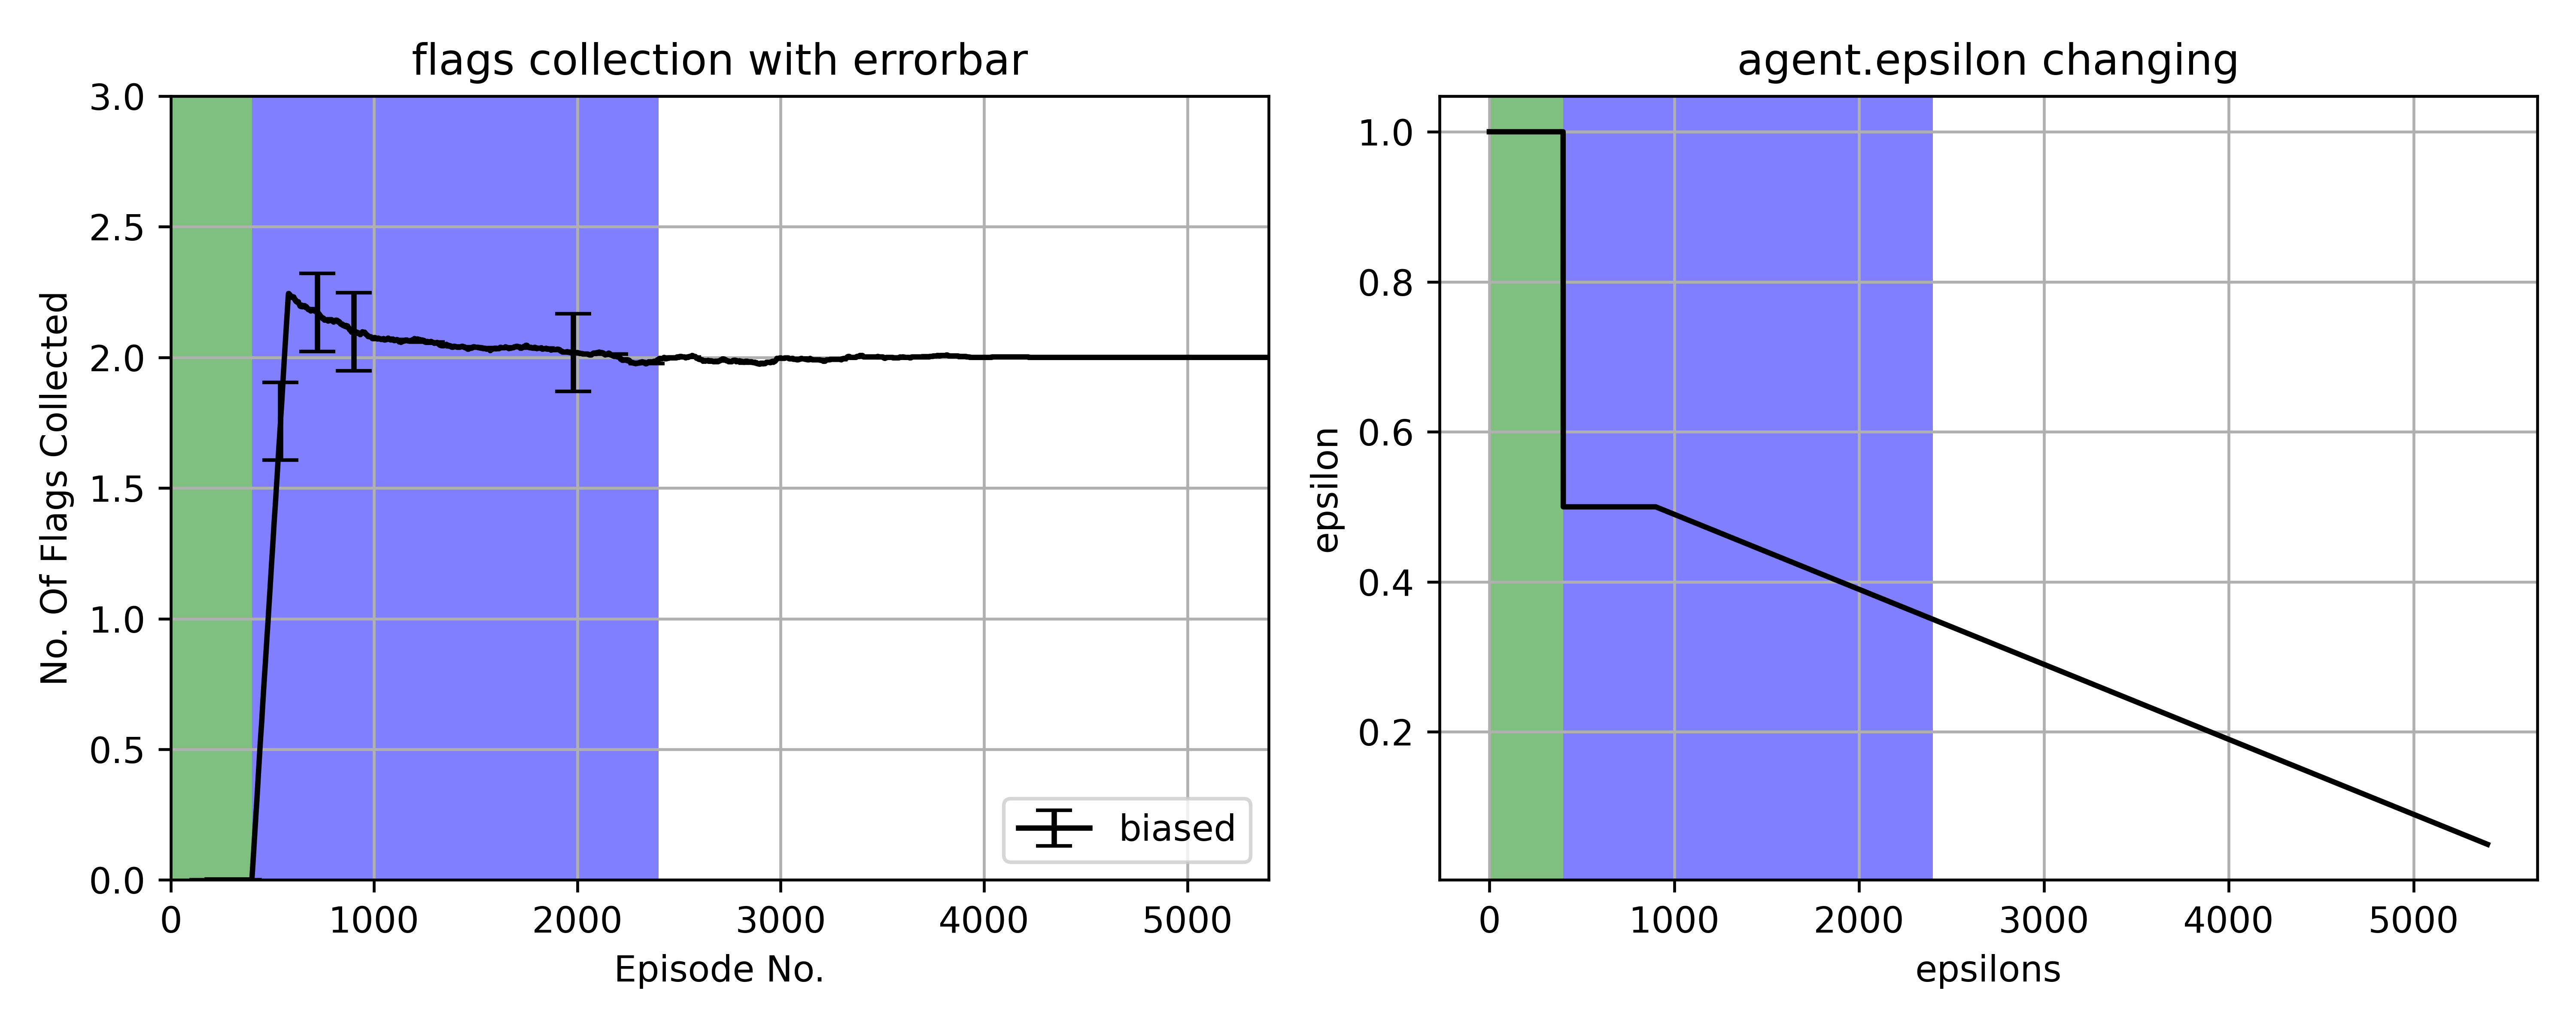 flags collection with errorbar
No. Of Flags Collected
3.0
2.5
2.0
1.5
1.0
0.5
0.0
0 1000 2000 3000 4000 5000
Episode No.
biased
agent.epsilon changing
epsilon
1.0
0.8
0.6
0.4
0.2
0 1000 2000 3000 4000 5000
epsilons